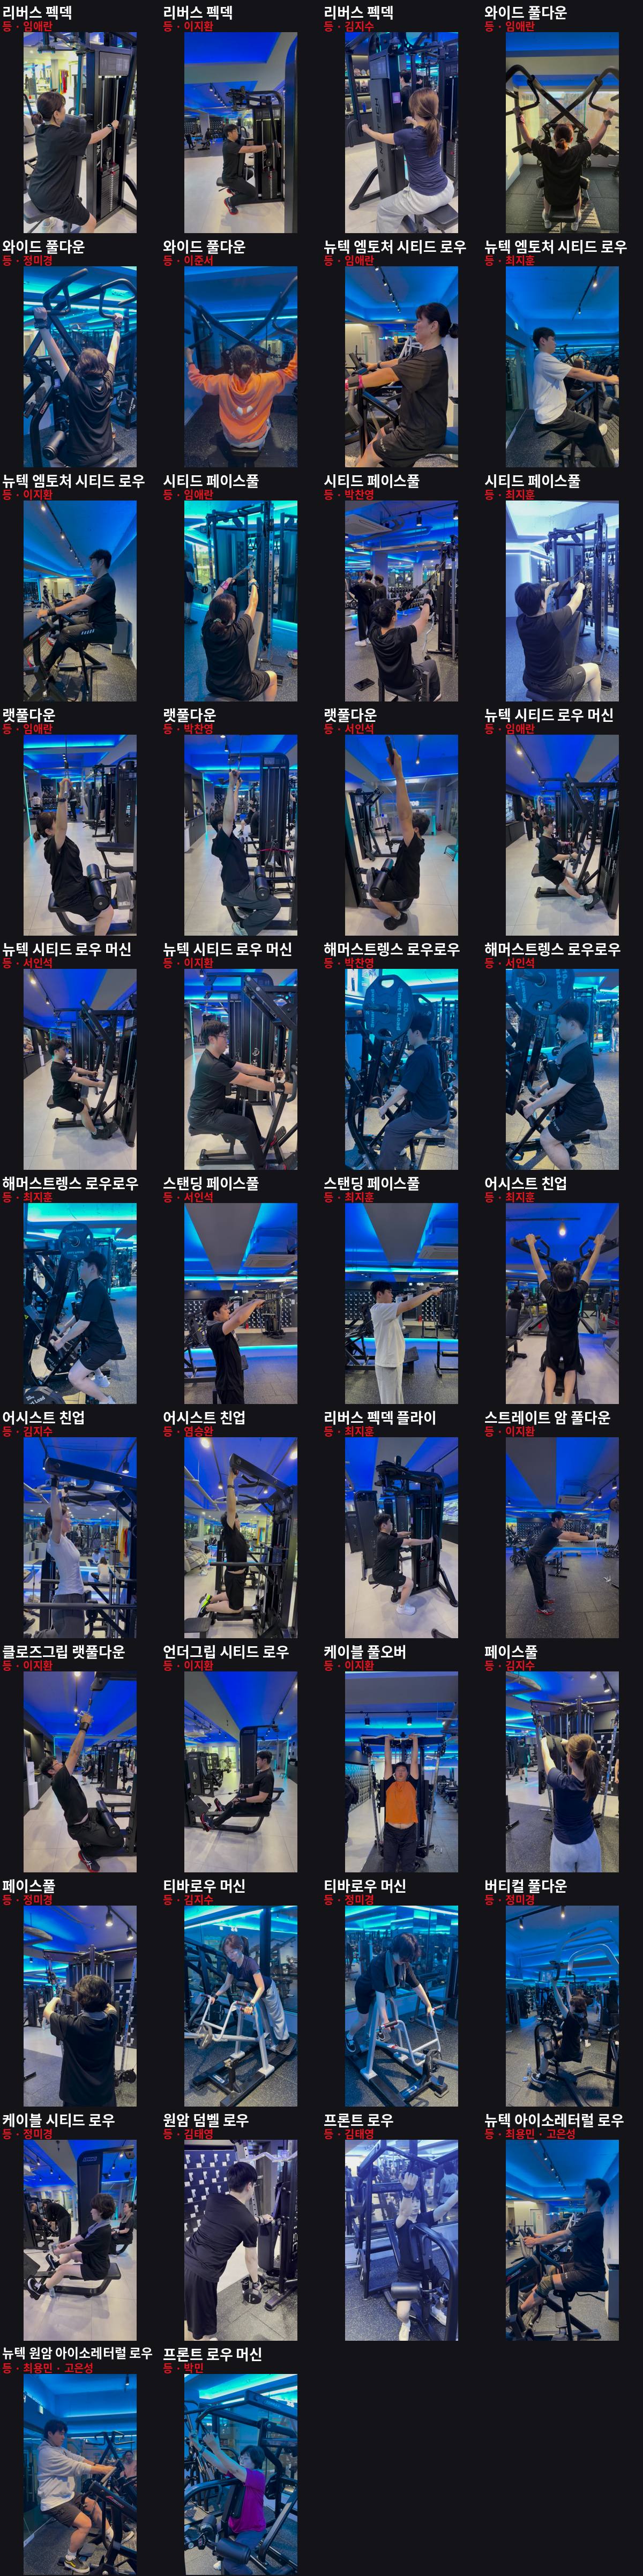 리버스 펙덱
등 · 임애란
리버스 펙덱
등 · 이지환
리버스 펙덱
등 · 김지수
와이드 풀다운
등 · 임애란
와이드 풀다운
등 · 정미경
와이드 풀다운
등 · 이준서
뉴텍 엠토처 시티드 로우
등 · 임애란
뉴텍 엠토처 시티드 로우
등 · 최지훈
뉴텍 엠토처 시티드 로우
등 · 이지환
시티드 페이스풀
등 · 임애란
시티드 페이스풀
등 · 박찬영
시티드 페이스풀
등 · 최지훈
랫풀다운
등 · 임애란
랫풀다운
등 · 박찬영
랫풀다운
등 · 서인석
뉴텍 시티드 로우 머신
등 · 임애란
뉴텍 시티드 로우 머신
등 · 서인석
뉴텍 시티드 로우 머신
등 · 이지환
해머스트렝스 로우로우
등 · 박찬영
해머스트렝스 로우로우
등 · 서인석
해머스트렝스 로우로우
등 · 최지훈
스탠딩 페이스풀
등 · 서인석
스탠딩 페이스풀
등 · 최지훈
어시스트 친업
등 · 최지훈
어시스트 친업
등 · 김지수
어시스트 친업
등 · 염승완
리버스 펙덱 플라이
등 · 최지훈
스트레이트 암 풀다운
등 · 이지환
클로즈그립 랫풀다운
등 · 이지환
언더그립 시티드 로우
등 · 이지환
케이블 풀오버
등 · 이지환
페이스풀
등 · 김지수
페이스풀
등 · 정미경
티바로우 머신
등 · 김지수
티바로우 머신
등 · 정미경
버티컬 풀다운
등 · 정미경
케이블 시티드 로우
등 · 정미경
원암 덤벨 로우
등 · 김태영
프론트 로우
등 · 김태영
뉴텍 아이소레터럴 로우
등 · 최용민 · 고은성
뉴텍 원암 아이소레터럴 로우
등 · 최용민 · 고은성
프론트 로우 머신
등 · 박민